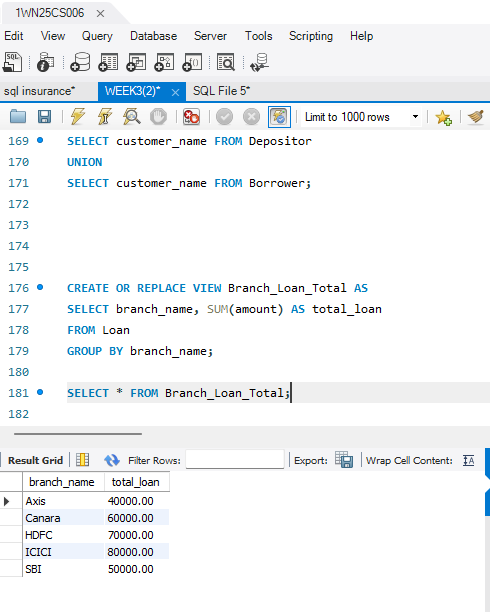 1WN25CS006 ×
Edit View Query Database Server Tools Scripting Help
sql insurance* WEEK3(2)* × SQL File 5*
Limit to 1000 rows
169 SELECT customer_name FROM Depositor
170 UNION
171 SELECT customer_name FROM Borrower;
172
173
174
175
176 CREATE OR REPLACE VIEW Branch_Loan_Total AS
177 SELECT branch_name, SUM(amount) AS total_loan
178 FROM Loan
179 GROUP BY branch_name;
180
181 SELECT * FROM Branch_Loan_Total;
182
Result Grid Filter Rows: Export: Wrap Cell Content: IA
branch_name total_loan
Axis 40000.00
Canara 60000.00
HDFC 70000.00
ICICI 80000.00
SBI 50000.00